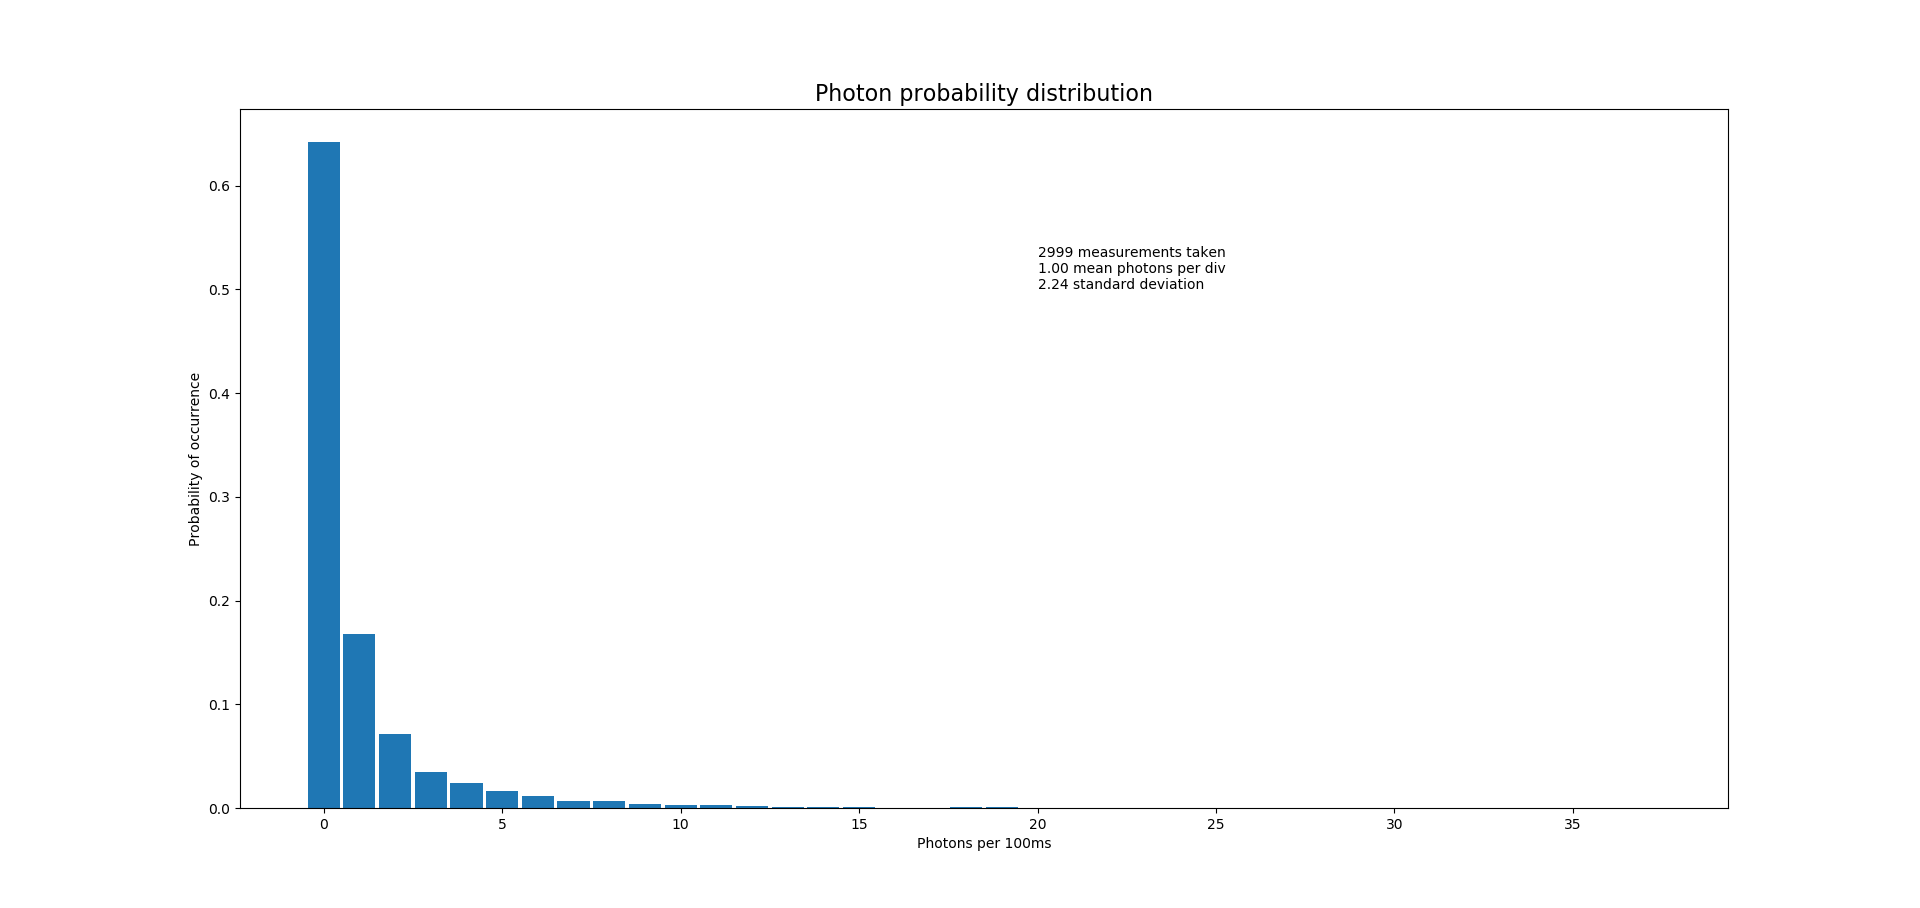 Photon probability distribution
0.6
0.5
0.4
0.3
0.2
0.1
0.0
Probability of occurrence
2999 measurements taken
1.00 mean photons per div
2.24 standard deviation
0 5 10 15 20 25 30 35
Photons per 100ms